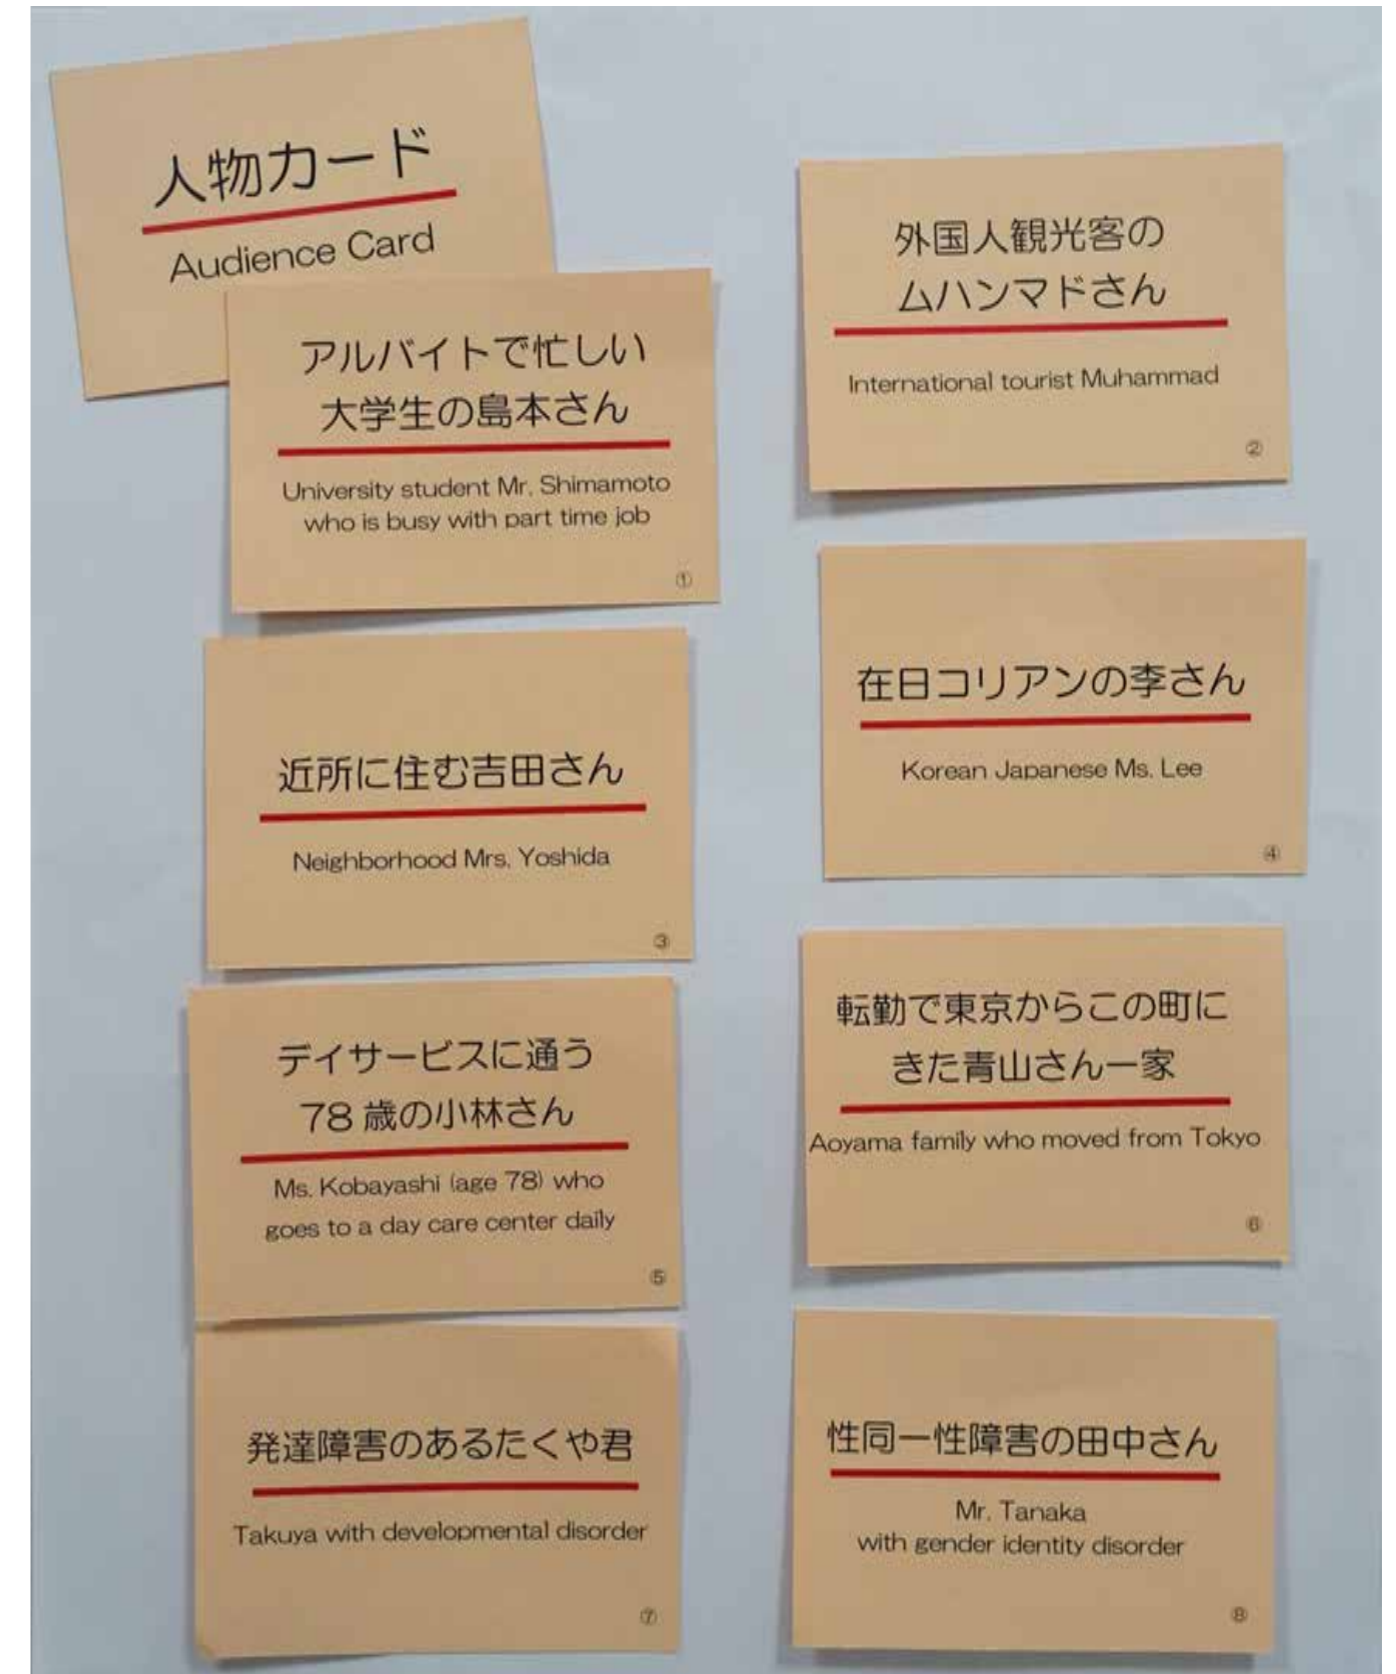 人物カード
Audience Card
アルバイトで忙しい
大学生の島本さん
University student Mr. Shimamoto
who is busy with part time job
①
外国人観光客の
ムハンマドさん
International tourist Muhammad
②
近所に住む吉田さん
Neighborhood Mrs. Yoshida
③
在日コリアンの李さん
Korean Japanese Ms. Lee
④
デイサービスに通う
78 歳の小林さん
Ms. Kobayashi (age 78) who
goes to a day care center daily
⑤
転勤で東京からこの町に
きた青山さん一家
Aoyama family who moved from Tokyo
⑥
発達障害のあるたくや君
Takuya with developmental disorder
⑦
性同一性障害の田中さん
Mr. Tanaka
with gender identity disorder
⑧